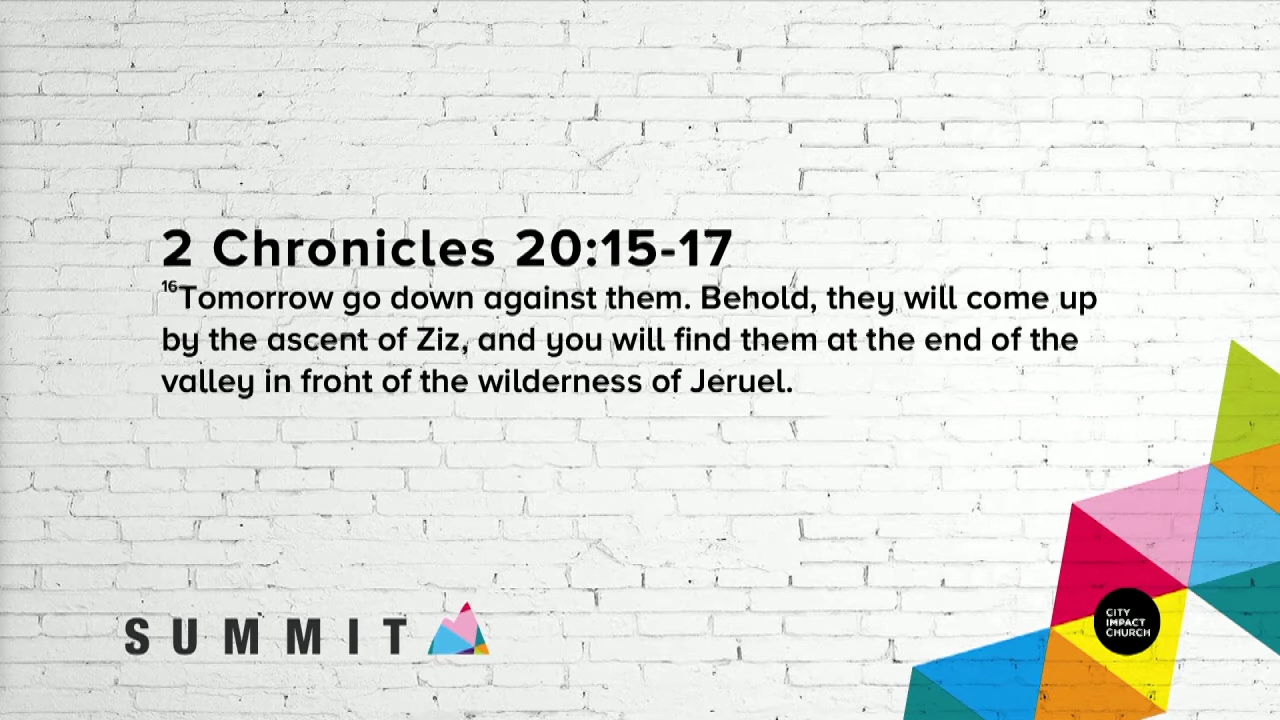 2 Chronicles 20:15-17
16Tomorrow go down against them. Behold, they will come up
by the ascent of Ziz, and you will find them at the end of the
valley in front of the wilderness of Jeruel.
SUMMIT
CITY
IMPACT
CHURCH